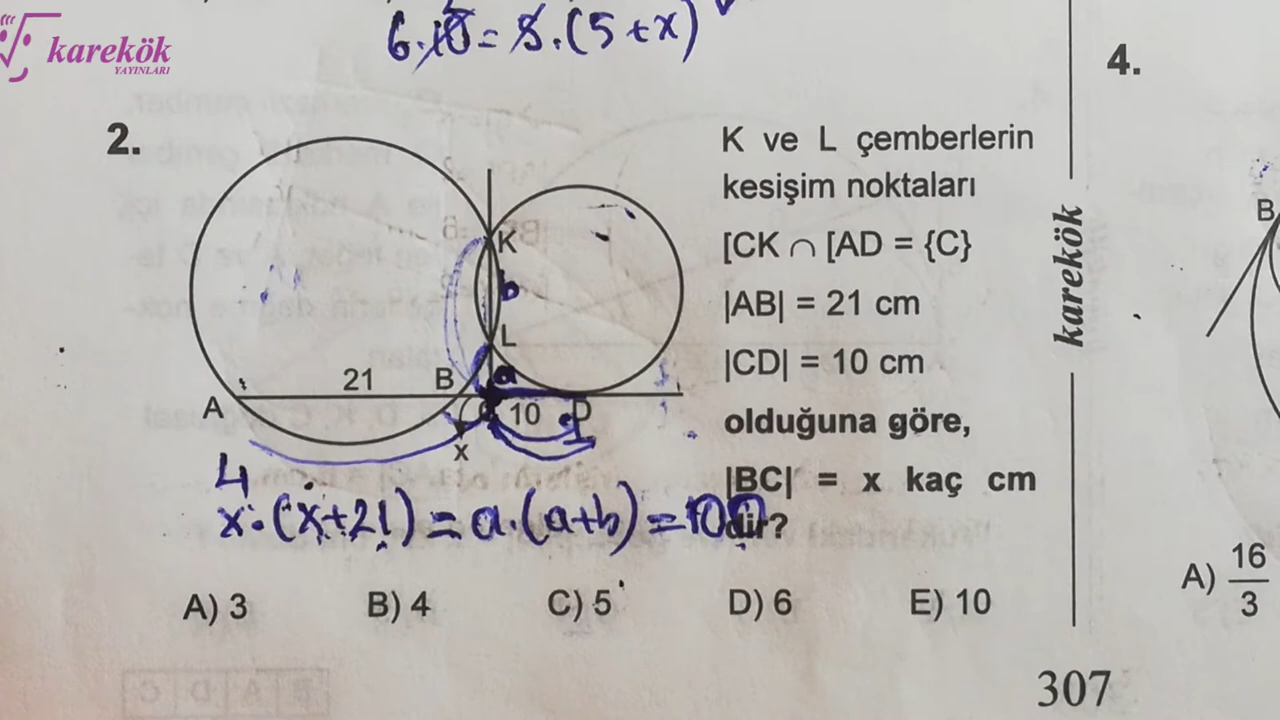 karekök
YAYINLARI
6.10=5.(5+x)
2.
K
b
L
a
21
B
A
C
10
D
x
K ve L çemberlerin
kesişim noktaları
[CK ∩ [AD = {C}
|AB| = 21 cm
|CD| = 10 cm
olduğuna göre,
|BC| = x kaç cm
dir?
4
x.(x+21)=a.(a+b)=100
A) 3 B) 4 C) 5 D) 6 E) 10
karekök
4.
B
A) 16/3
307